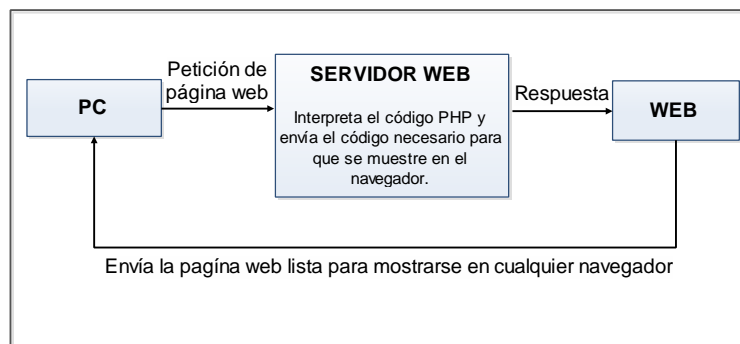 PC
Petición de
página web
SERVIDOR WEB
Interpreta el código PHP y
envía el código necesario para
que se muestre en el
navegador.
Respuesta
WEB
Envía la pagína web lista para mostrarse en cualquier navegador